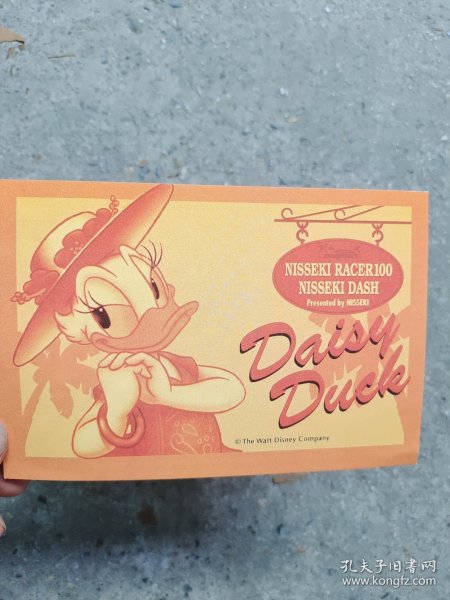 NISSEKI RACER100
NISSEKI DASH
Presented by NISSEKI
Daisy
Duck
© The Walt Disney Company
孔夫子旧书网
www.kongfz.com